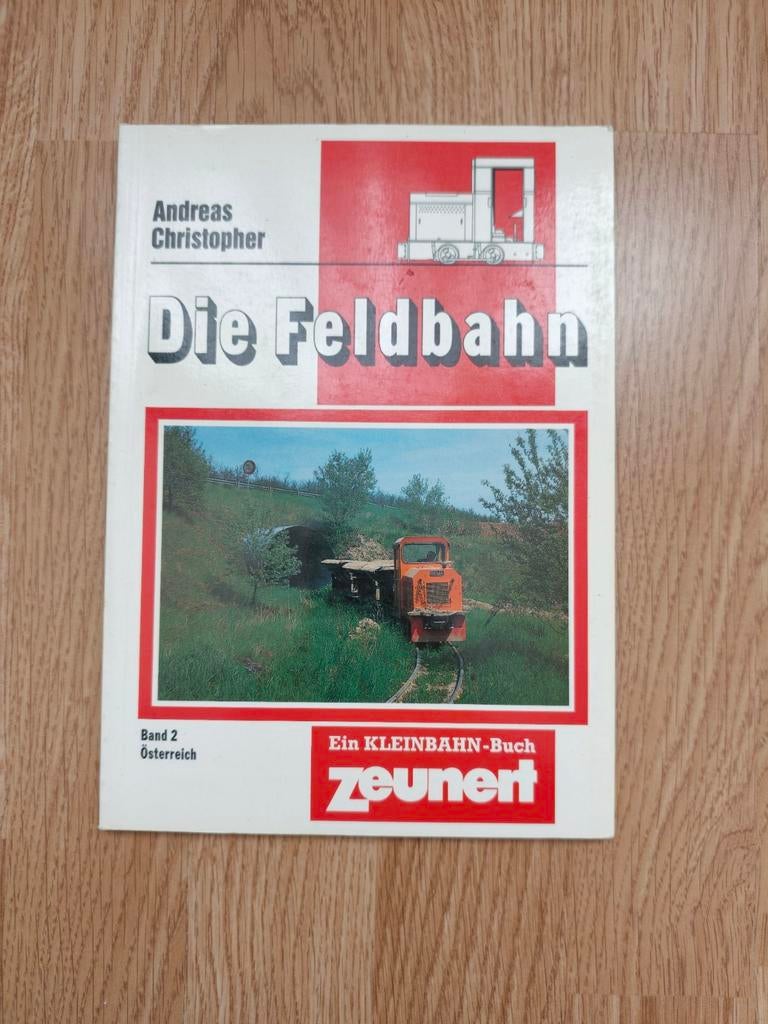 Andreas
Christopher
Die Feldbahn
Band 2
Österreich
Ein KLEINBAHN-Buch
zeunert